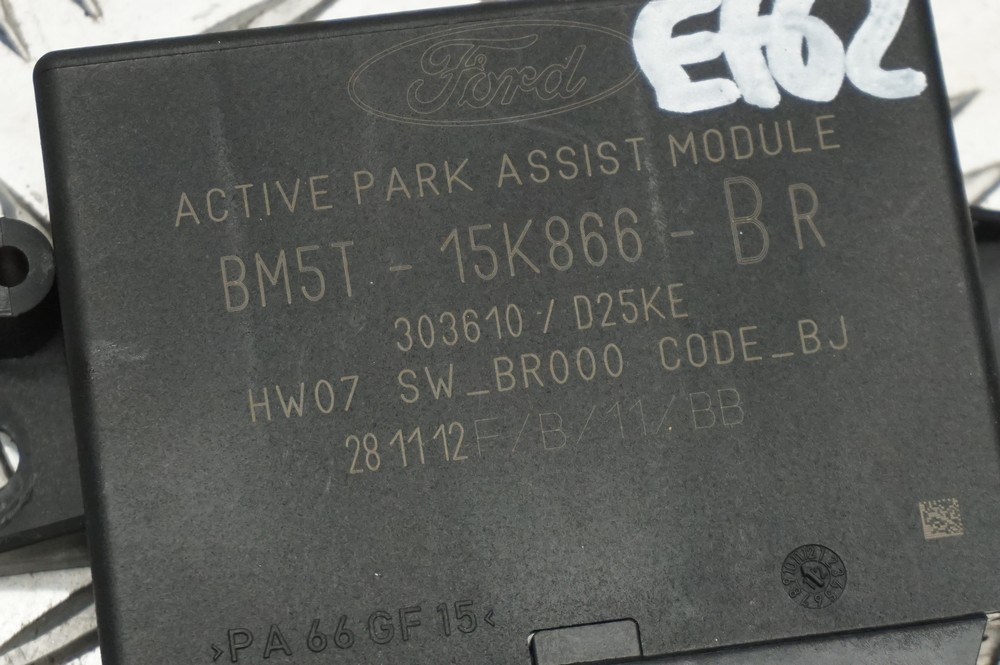 Ford
EF62
ACTIVE PARK ASSIST MODULE
BM5T - 15K866 - BR
303610 / D25KE
HW07 SW_BR000 CODE_BJ
281112F/B/11/BB
>PA 66 GF 15<